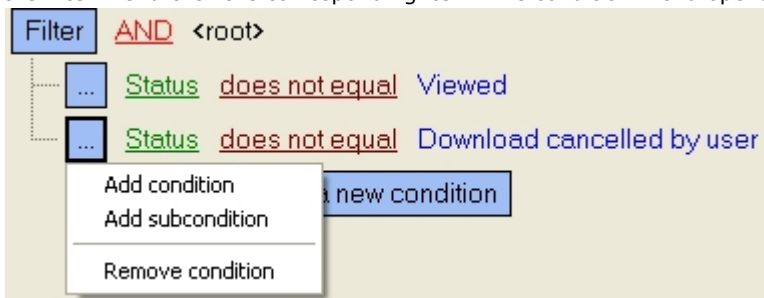 Filter AND <root>
... Status does not equal Viewed
... Status does not equal Download cancelled by user
Add condition
a new condition
Add subcondition
Remove condition